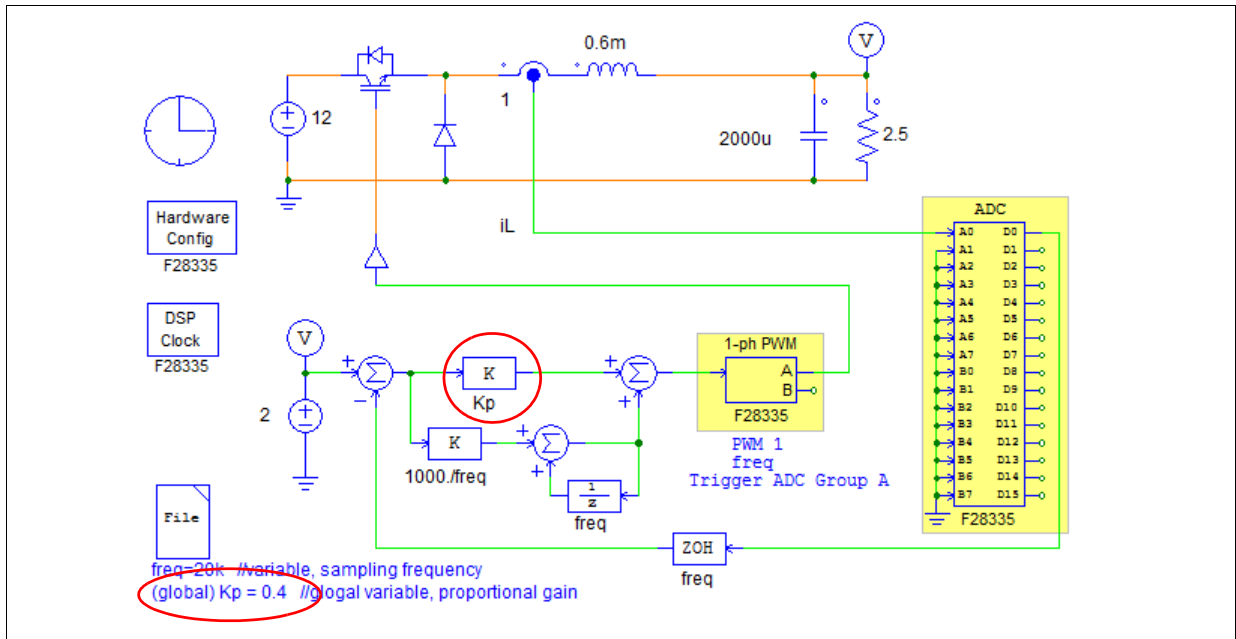 0.6m
V
12
1
2000u
2.5
iL
Hardware
Config
F28335
DSP
Clock
F28335
ADC
A0 D0
A1 D1
A2 D2
A3 D3
A4 D4
A5 D5
A6 D6
A7 D7
B0 D8
B1 D9
B2 D10
B3 D11
B4 D12
B5 D13
B6 D14
B7 D15
F28335
V
2
K
Kp
K
1000./freq
1
z
freq
1-ph PWM
A
B
F28335
PWM 1
freq
Trigger ADC Group A
ZOH
freq
File
freq=20k //variable, sampling frequency
(global) Kp = 0.4 //glogal variable, proportional gain